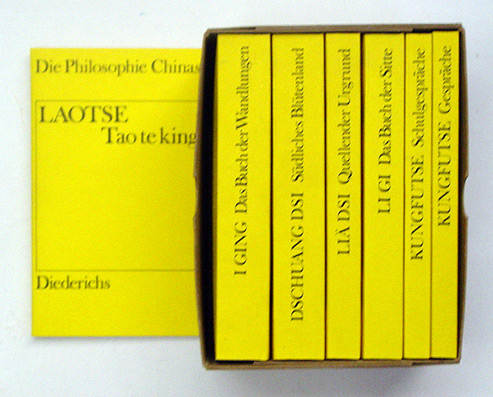 Die Philosophie Chinas
LAOTSE
Tao te king
Diederichs
I GING Das Buch der Wandlungen
DSCHUANG DSI Südliches Blütenland
LIÄ DSI Quellender Urgrund
LI GI Das Buch der Sitte
KUNGFUTSE Schulgespräche
KUNGFUTSE Gespräche